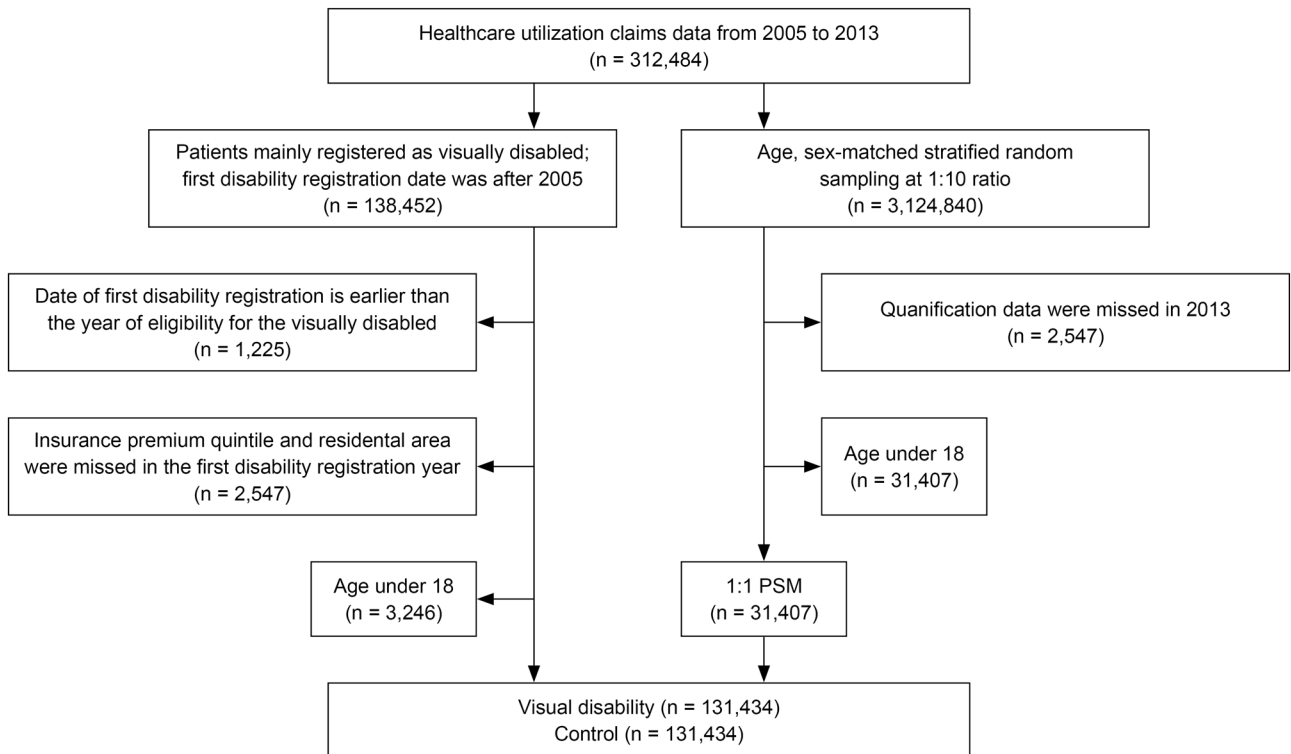 Healthcare utilization claims data from 2005 to 2013
(n = 312,484)
Patients mainly registered as visually disabled;
first disability registration date was after 2005
(n = 138,452)
Age, sex-matched stratified random
sampling at 1:10 ratio
(n = 3,124,840)
Date of first disability registration is earlier than
the year of eligibility for the visually disabled
(n = 1,225)
Quanification data were missed in 2013
(n = 2,547)
Insurance premium quintile and residental area
were missed in the first disability registration year
(n = 2,547)
Age under 18
(n = 31,407)
Age under 18
(n = 3,246)
1:1 PSM
(n = 31,407)
Visual disability (n = 131,434)
Control (n = 131,434)